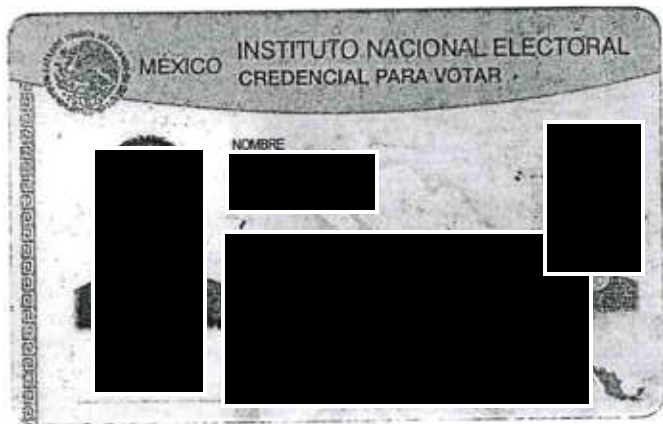 MÉXICO
INSTITUTO NACIONAL ELECTORAL
CREDENCIAL PARA VOTAR
NOMBRE